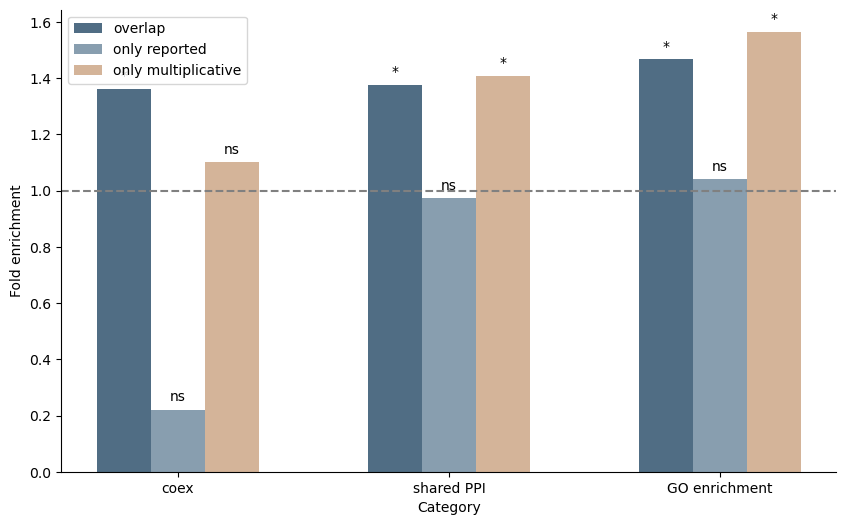 overlap
only reported
only multiplicative
Fold enrichment
1.6
1.4
1.2
1.0
0.8
0.6
0.4
0.2
0.0
ns
ns
*
ns
*
*
ns
*
coex
shared PPI
GO enrichment
Category